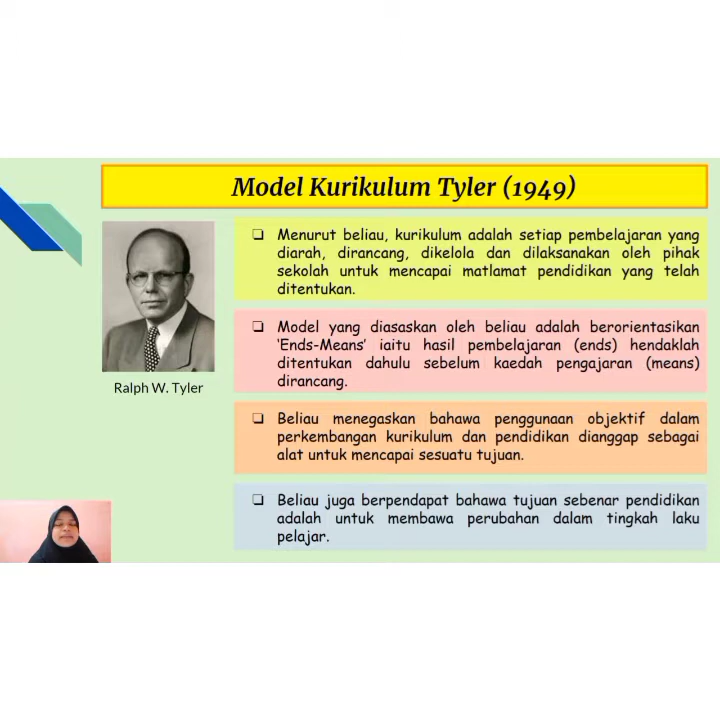 Model Kurikulum Tyler (1949)
Menurut beliau, kurikulum adalah setiap pembelajaran yang
diarah, dirancang, dikelola dan dilaksanakan oleh pihak
sekolah untuk mencapai matlamat pendidikan yang telah
ditentukan.
Model yang diasaskan oleh beliau adalah berorientasikan
‘Ends-Means’ iaitu hasil pembelajaran (ends) hendaklah
ditentukan dahulu sebelum kaedah pengajaran (means)
dirancang.
Ralph W. Tyler
Beliau menegaskan bahawa penggunaan objektif dalam
perkembangan kurikulum dan pendidikan dianggap sebagai
alat untuk mencapai sesuatu tujuan.
Beliau juga berpendapat bahawa tujuan sebenar pendidikan
adalah untuk membawa perubahan dalam tingkah laku
pelajar.